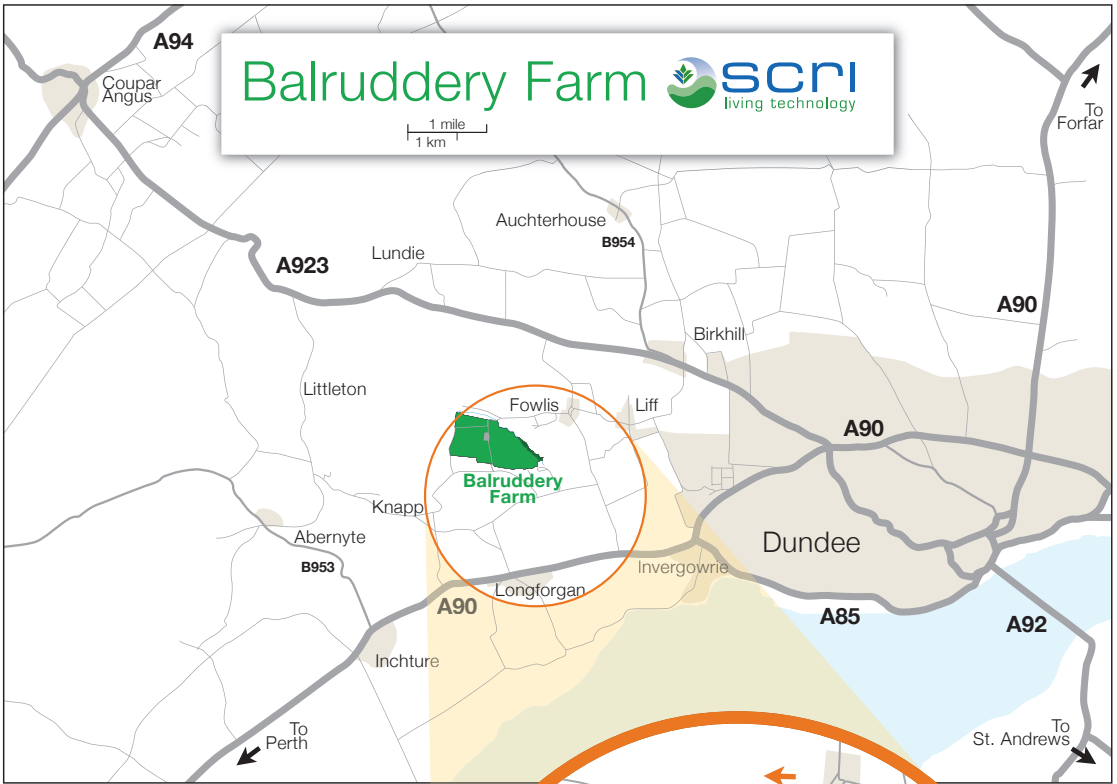 A94
Coupar
Angus
Balruddery Farm
scri
living technology
1 mile
1 km
To
Forfar
Auchterhouse
B954
Lundie
A923
A90
Birkhill
Littleton
Fowlis
Liff
A90
Balruddery
Farm
Knapp
Dundee
Abernyte
B953
Invergowrie
Longforgan
A90
A85
A92
Inchture
To
Perth
To
St. Andrews